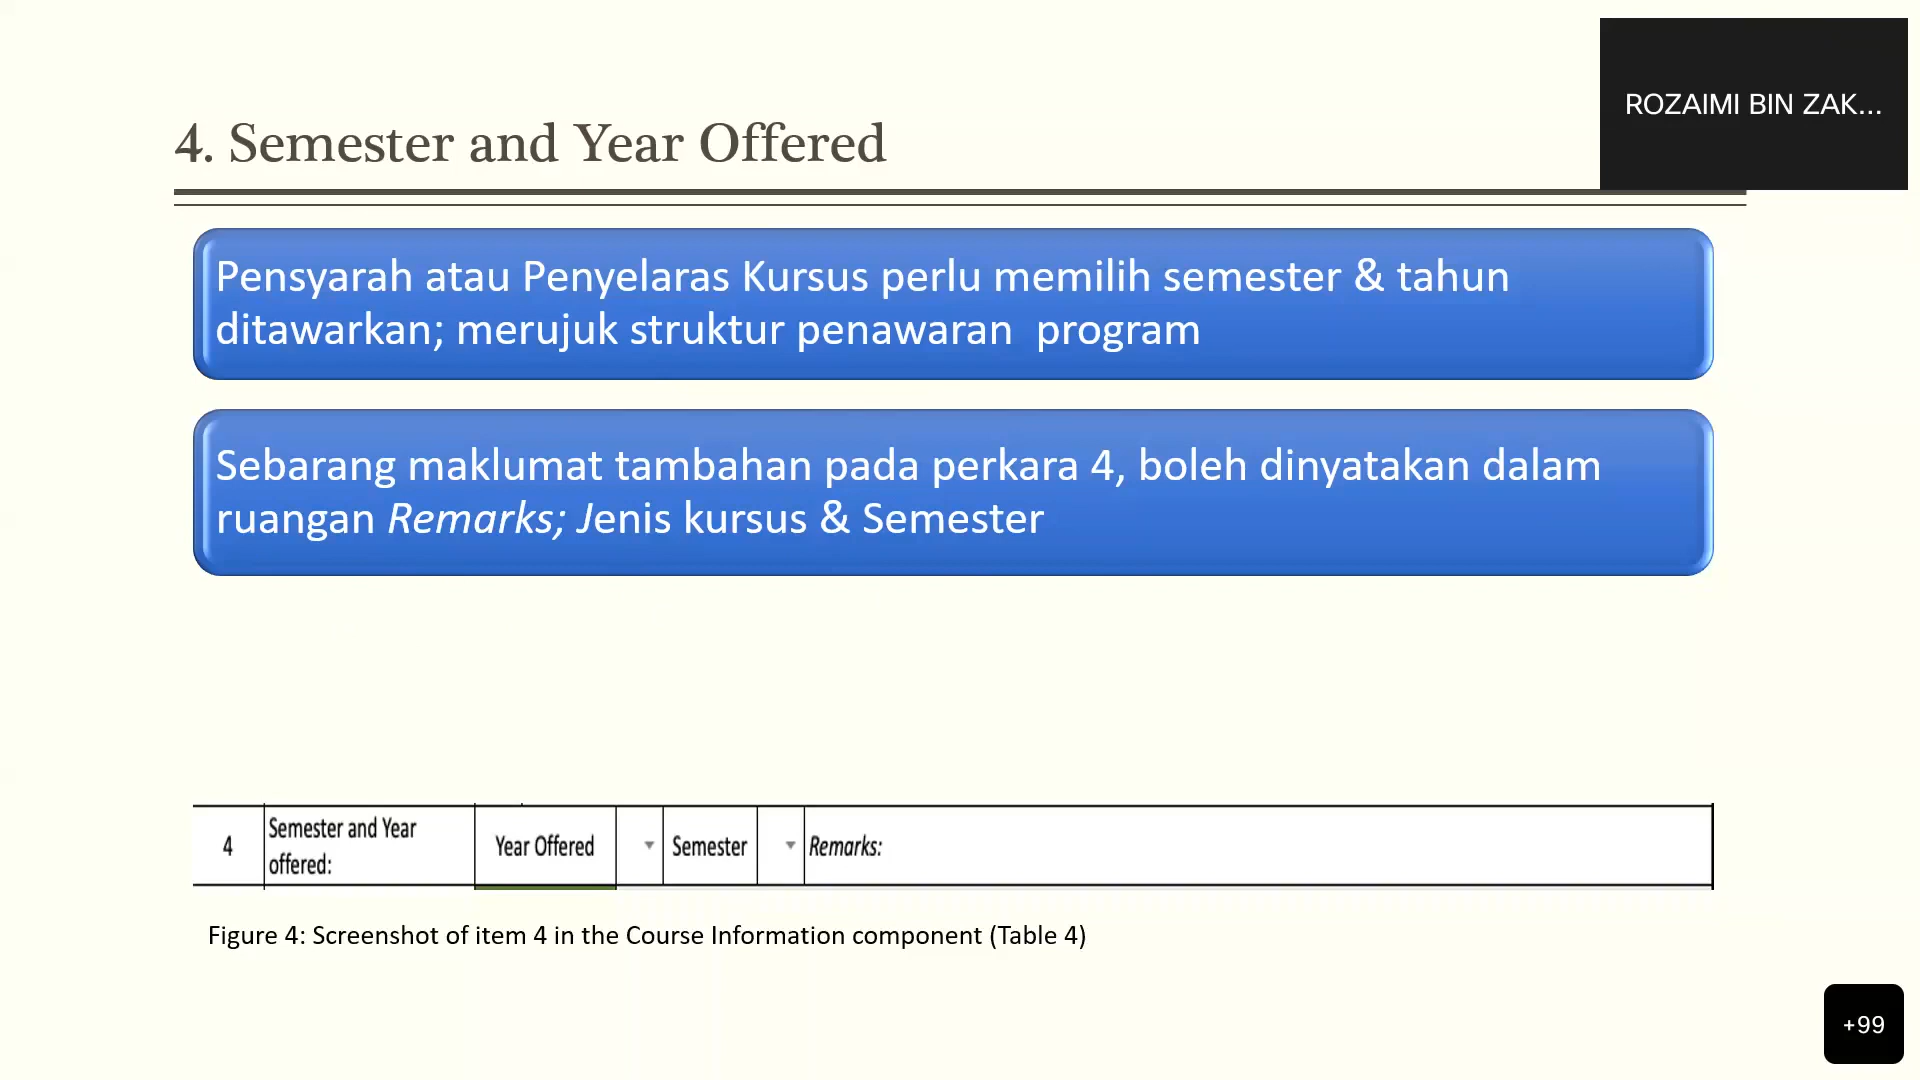 ROZAIMI BIN ZAK...
4. Semester and Year Offered
Pensyarah atau Penyelaras Kursus perlu memilih semester & tahun
ditawarkan; merujuk struktur penawaran program
Sebarang maklumat tambahan pada perkara 4, boleh dinyatakan dalam
ruangan Remarks; Jenis kursus & Semester
4 Semester and Year Year Offered Semester Remarks:
offered:
Figure 4: Screenshot of item 4 in the Course Information component (Table 4)
+99